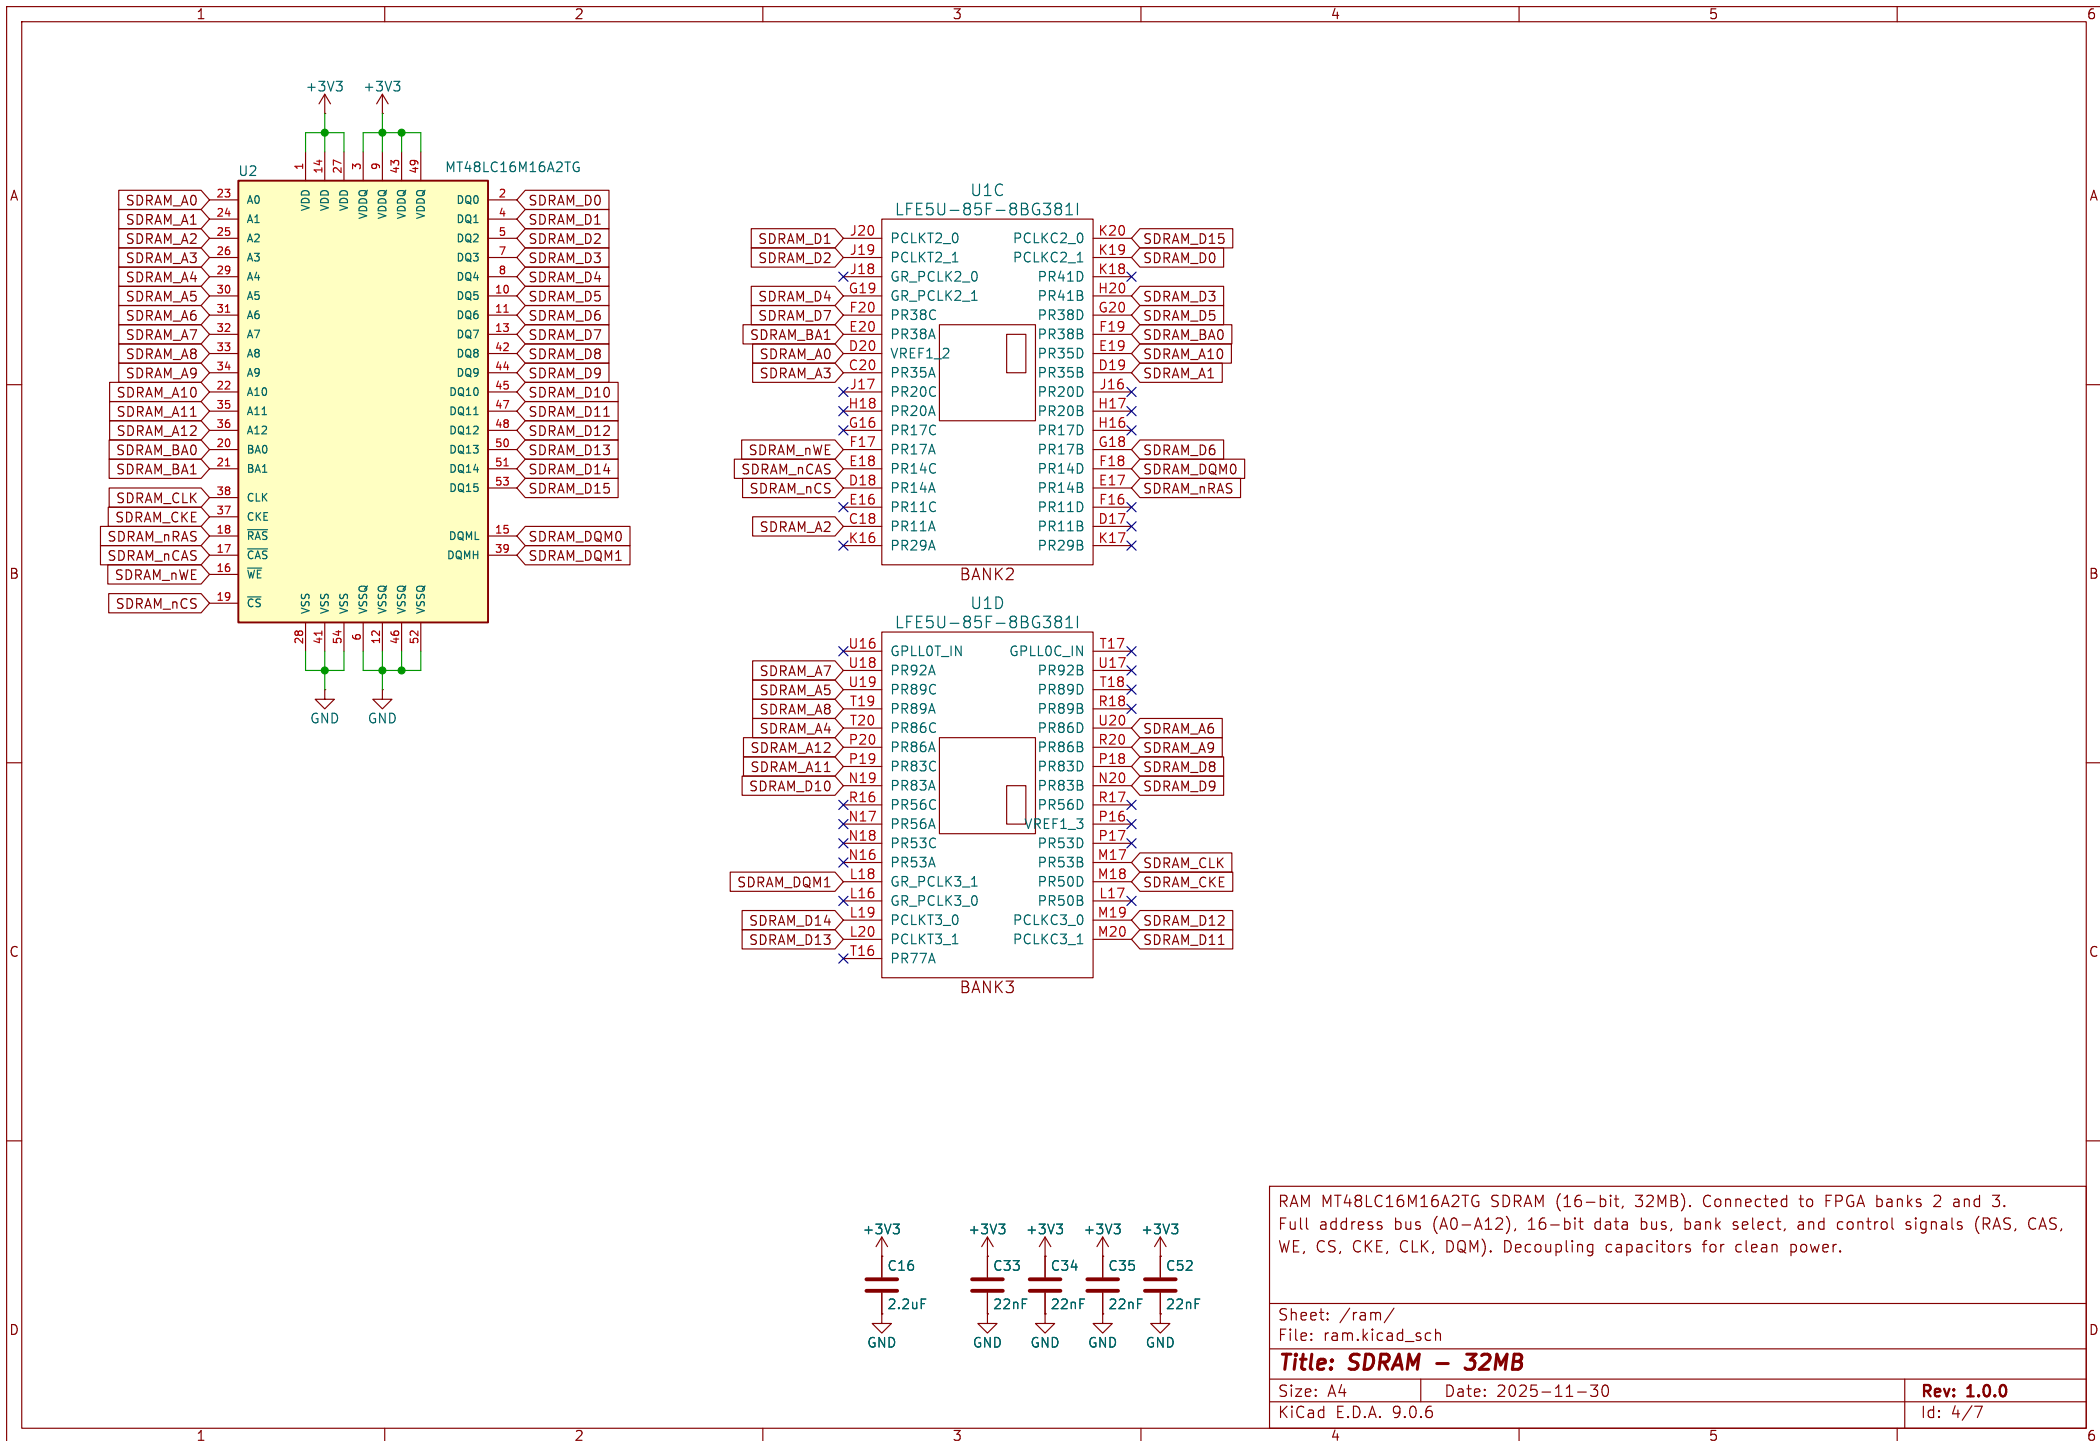 1 2 3 4 5 6
+3V3 +3V3
1 14 27 3 9 43 49
U2 MT48LC16M16A2TG
VDD VDD VDD VDDQ VDDQ VDDQ VDDQ
SDRAM_A0 23 A0 DQ0 2 SDRAM_D0
SDRAM_A1 24 A1 DQ1 4 SDRAM_D1
SDRAM_A2 25 A2 DQ2 5 SDRAM_D2
SDRAM_A3 26 A3 DQ3 7 SDRAM_D3
SDRAM_A4 29 A4 DQ4 8 SDRAM_D4
SDRAM_A5 30 A5 DQ5 10 SDRAM_D5
SDRAM_A6 31 A6 DQ6 11 SDRAM_D6
SDRAM_A7 32 A7 DQ7 13 SDRAM_D7
SDRAM_A8 33 A8 DQ8 42 SDRAM_D8
SDRAM_A9 34 A9 DQ9 44 SDRAM_D9
SDRAM_A10 22 A10 DQ10 45 SDRAM_D10
SDRAM_A11 35 A11 DQ11 47 SDRAM_D11
SDRAM_A12 36 A12 DQ12 48 SDRAM_D12
SDRAM_BA0 20 BA0 DQ13 50 SDRAM_D13
SDRAM_BA1 21 BA1 DQ14 51 SDRAM_D14
DQ15 53 SDRAM_D15
SDRAM_CLK 38 CLK
SDRAM_CKE 37 CKE
SDRAM_nRAS 18 RAS DQML 15 SDRAM_DQM0
SDRAM_nCAS 17 CAS DQMH 39 SDRAM_DQM1
SDRAM_nWE 16 WE
SDRAM_nCS 19 CS
VSS VSS VSS VSSQ VSSQ VSSQ VSSQ
28 41 54 6 12 46 52
GND GND
U1C
LFE5U-85F-8BG381I
SDRAM_D1 J20 PCLKT2_0 PCLKC2_0 K20 SDRAM_D15
SDRAM_D2 J19 PCLKT2_1 PCLKC2_1 K19 SDRAM_D0
J18 GR_PCLK2_0 PR41D K18
SDRAM_D4 G19 GR_PCLK2_1 PR41B H20 SDRAM_D3
SDRAM_D7 F20 PR38C PR38D G20 SDRAM_D5
SDRAM_BA1 E20 PR38A PR38B F19 SDRAM_BA0
SDRAM_A0 D20 VREF1_2 PR35D E19 SDRAM_A10
SDRAM_A3 C20 PR35A PR35B D19 SDRAM_A1
J17 PR20C PR20D J16
H18 PR20A PR20B H17
G16 PR17C PR17D H16
SDRAM_nWE F17 PR17A PR17B G18 SDRAM_D6
SDRAM_nCAS E18 PR14C PR14D F18 SDRAM_DQM0
SDRAM_nCS D18 PR14A PR14B E17 SDRAM_nRAS
E16 PR11C PR11D F16
SDRAM_A2 C18 PR11A PR11B D17
K16 PR29A PR29B K17
BANK2
U1D
LFE5U-85F-8BG381I
U16 GPLL0T_IN GPLL0C_IN T17
SDRAM_A7 U18 PR92A PR92B U17
SDRAM_A5 U19 PR89C PR89D T18
SDRAM_A8 T19 PR89A PR89B R18
SDRAM_A4 T20 PR86C PR86D U20 SDRAM_A6
SDRAM_A12 P20 PR86A PR86B R20 SDRAM_A9
SDRAM_A11 P19 PR83C PR83D P18 SDRAM_D8
SDRAM_D10 N19 PR83A PR83B N20 SDRAM_D9
R16 PR56C PR56D R17
N17 PR56A VREF1_3 P16
N18 PR53C PR53D P17
N16 PR53A PR53B M17 SDRAM_CLK
SDRAM_DQM1 L18 GR_PCLK3_1 PR50D M18 SDRAM_CKE
L16 GR_PCLK3_0 PR50B L17
SDRAM_D14 L19 PCLKT3_0 PCLKC3_0 M19 SDRAM_D12
SDRAM_D13 L20 PCLKT3_1 PCLKC3_1 M20 SDRAM_D11
T16 PR77A
BANK3
A A
B B
C C
D D
+3V3 +3V3 +3V3 +3V3 +3V3
C16 C33 C34 C35 C52
2.2uF 22nF 22nF 22nF 22nF
GND GND GND GND GND
RAM MT48LC16M16A2TG SDRAM (16-bit, 32MB). Connected to FPGA banks 2 and 3.
Full address bus (A0-A12), 16-bit data bus, bank select, and control signals (RAS, CAS,
WE, CS, CKE, CLK, DQM). Decoupling capacitors for clean power.
Sheet: /ram/
File: ram.kicad_sch
Title: SDRAM - 32MB
Size: A4 Date: 2025-11-30 Rev: 1.0.0
KiCad E.D.A. 9.0.6 Id: 4/7
1 2 3 4 5 6